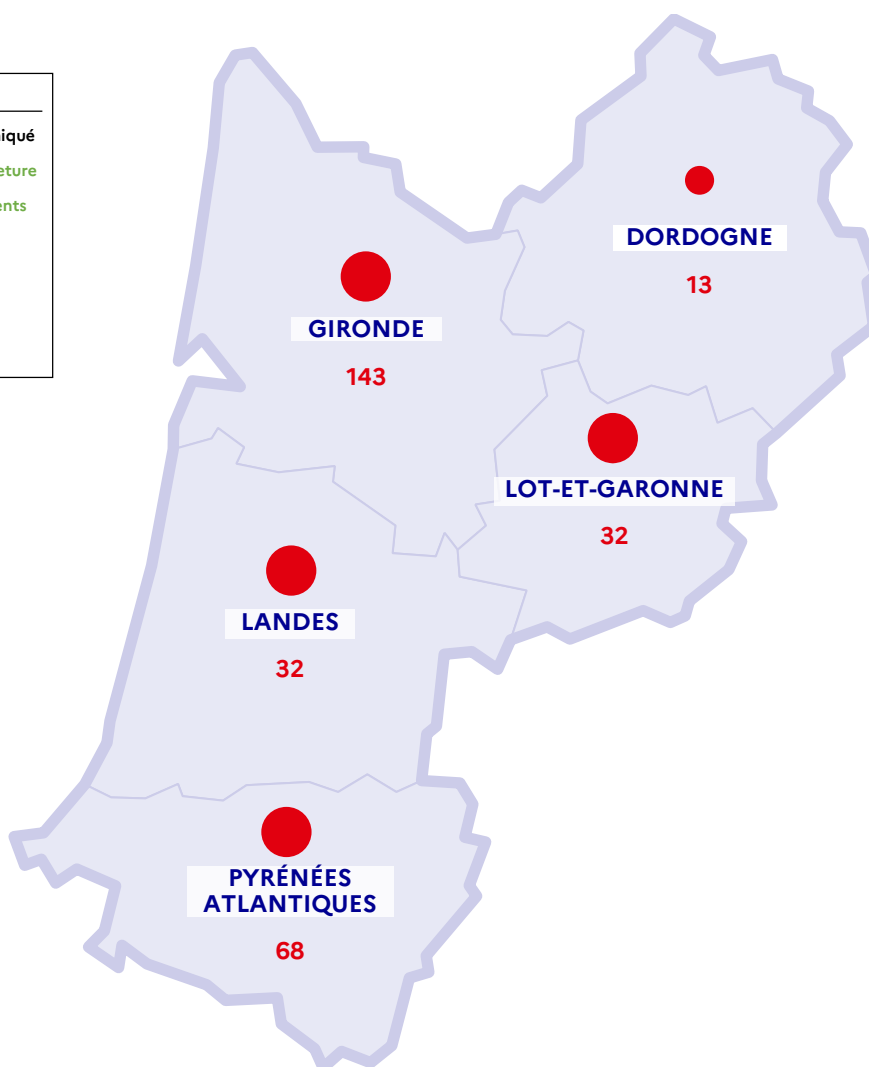 iqué
eture
ents
DORDOGNE
13
GIRONDE
143
LOT-ET-GARONNE
32
LANDES
32
PYRÉNÉES
ATLANTIQUES
68